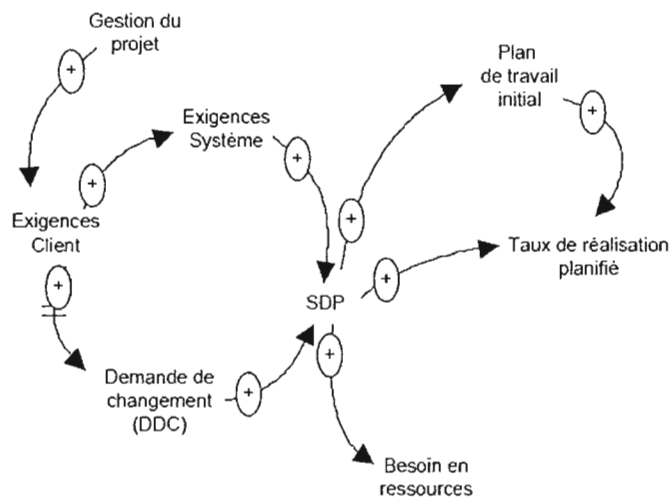 Gestion du
projet
+
Plan
de travail
initial
+
Exigences
Système
+
+
Exigences
Client
+
+
Taux de réalisation
planifié
+
+
SDP
Demande de
changement
(DDC)
+
+
Besoin en
ressources